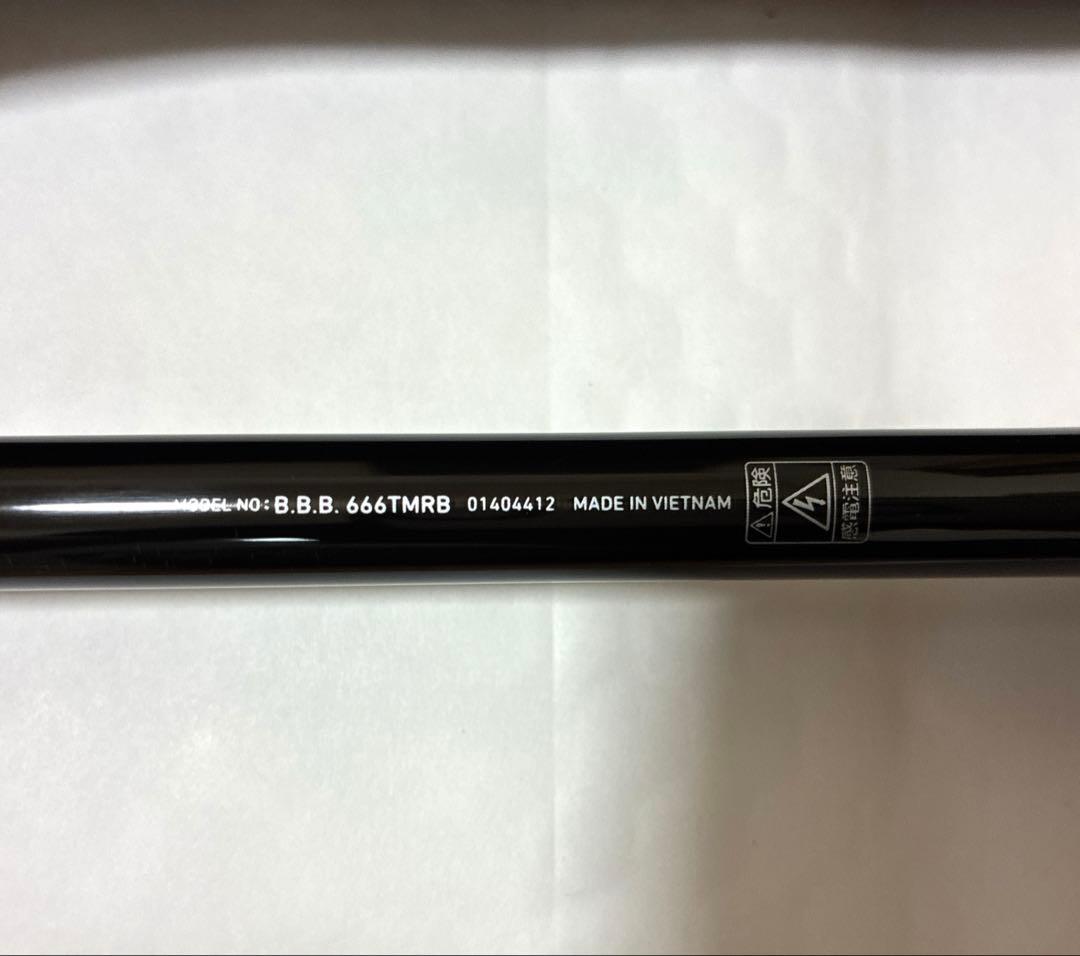 MODEL NO: B.B.B. 666TMRB 01404412 MADE IN VIETNAM
危険
感電注意